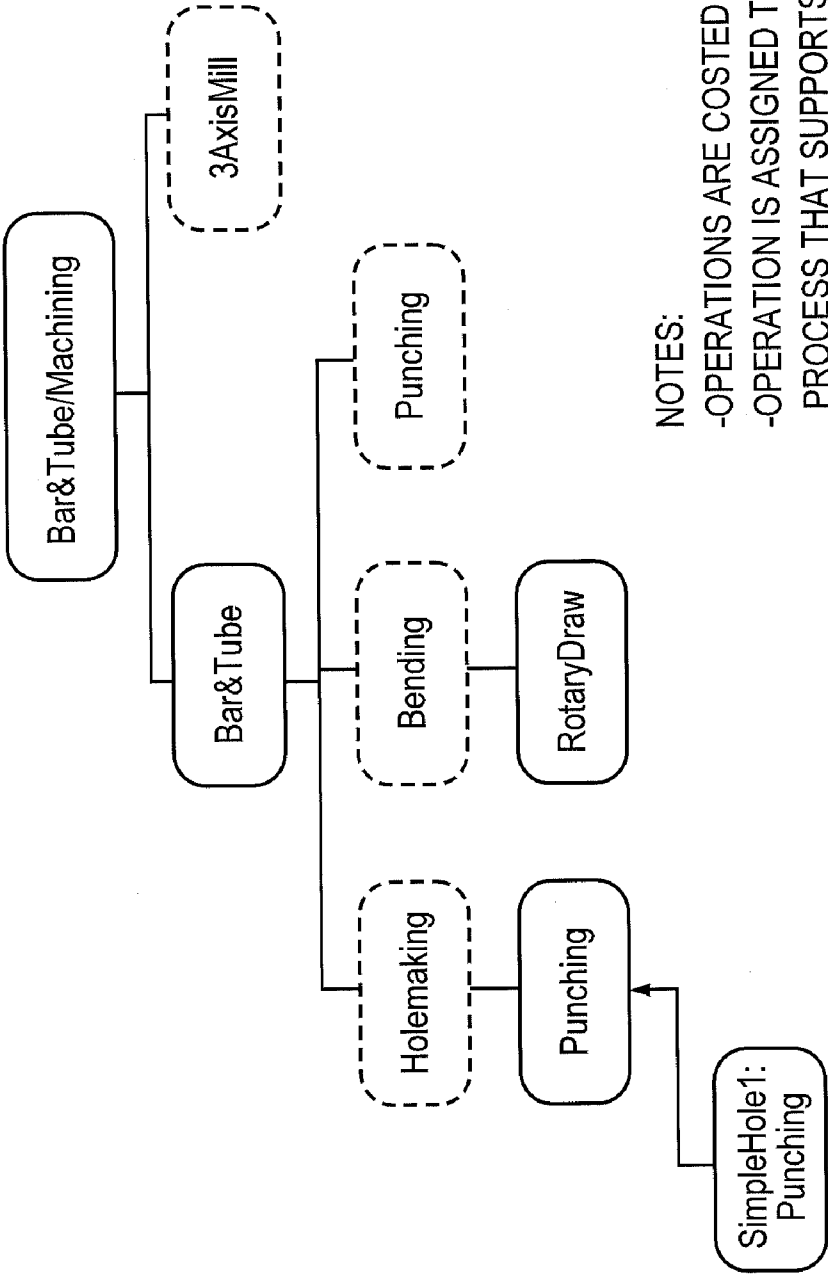 Bar&Tube/Machining
Bar&Tube
3AxisMill
Holemaking
Bending
Punching
Punching
RotaryDraw
SimpleHole1:
Punching
NOTES:
-OPERATIONS ARE COSTED
-OPERATION IS ASSIGNED T
PROCESS THAT SUPPORTS